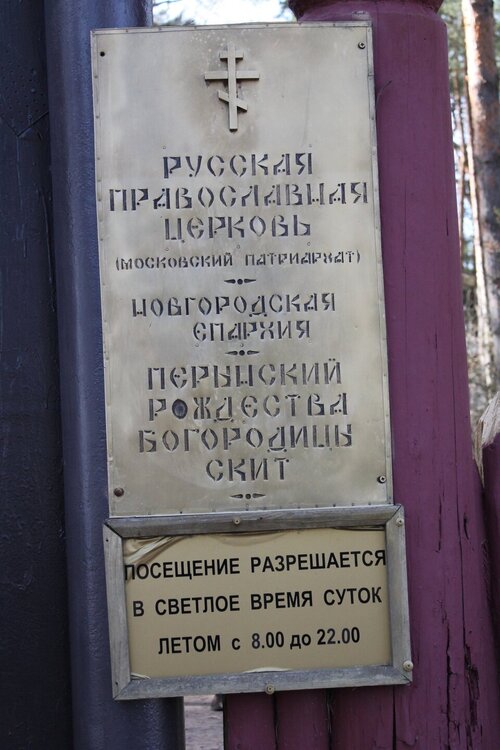 РУССКАЯ
ПРАВОСЛАВНАЯ
ЦЕРКОВЬ
(МОСКОВСКИЙ ПАТРИАРХАТ)
НОВГОРОДСКАЯ
ЕПАРХИЯ
ПЕРЫНСКИЙ
РОЖДЕСТВА
БОГОРОДИЦЫ
СКИТ
ПОСЕЩЕНИЕ РАЗРЕШАЕТСЯ
В СВЕТЛОЕ ВРЕМЯ СУТОК
ЛЕТОМ с 8.00 до 22.00